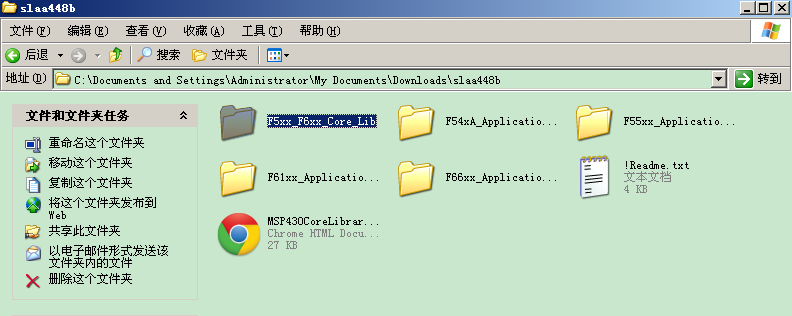 slaa448b
文件(F) 编辑(E) 查看(V) 收藏(A) 工具(T) 帮助(H)
后退 搜索 文件夹
地址(D) C:\Documents and Settings\Administrator\My Documents\Downloads\slaa448b 转到
文件和文件夹任务
重命名这个文件夹
移动这个文件夹
复制这个文件夹
将这个文件夹发布到
Web
共享此文件夹
以电子邮件形式发送该
文件夹内的文件
删除这个文件夹
F5xx_F6xx_Core_Lib F54xA_Applicatio... F55xx_Applicatio...
F61xx_Applicatio... F66xx_Applicatio... !Readme.txt
文本文档
4 KB
MSP430CoreLibrar...
Chrome HTML Docu...
27 KB